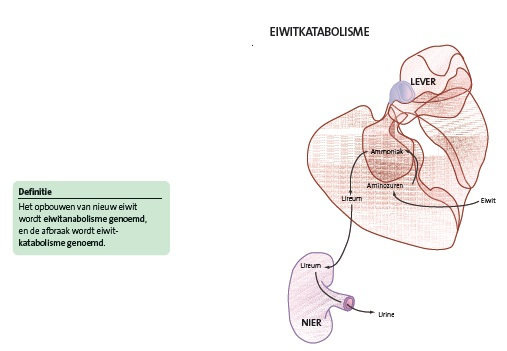 EIWITKATABOLISME
LEVER
Ammoniak
Aminozuren
Ureum
Eiwit
Definitie
Het opbouwen van nieuw eiwit
wordt eiwitanabolisme genoemd,
en de afbraak wordt eiwit-
katabolisme genoemd.
Ureum
Urine
NIER